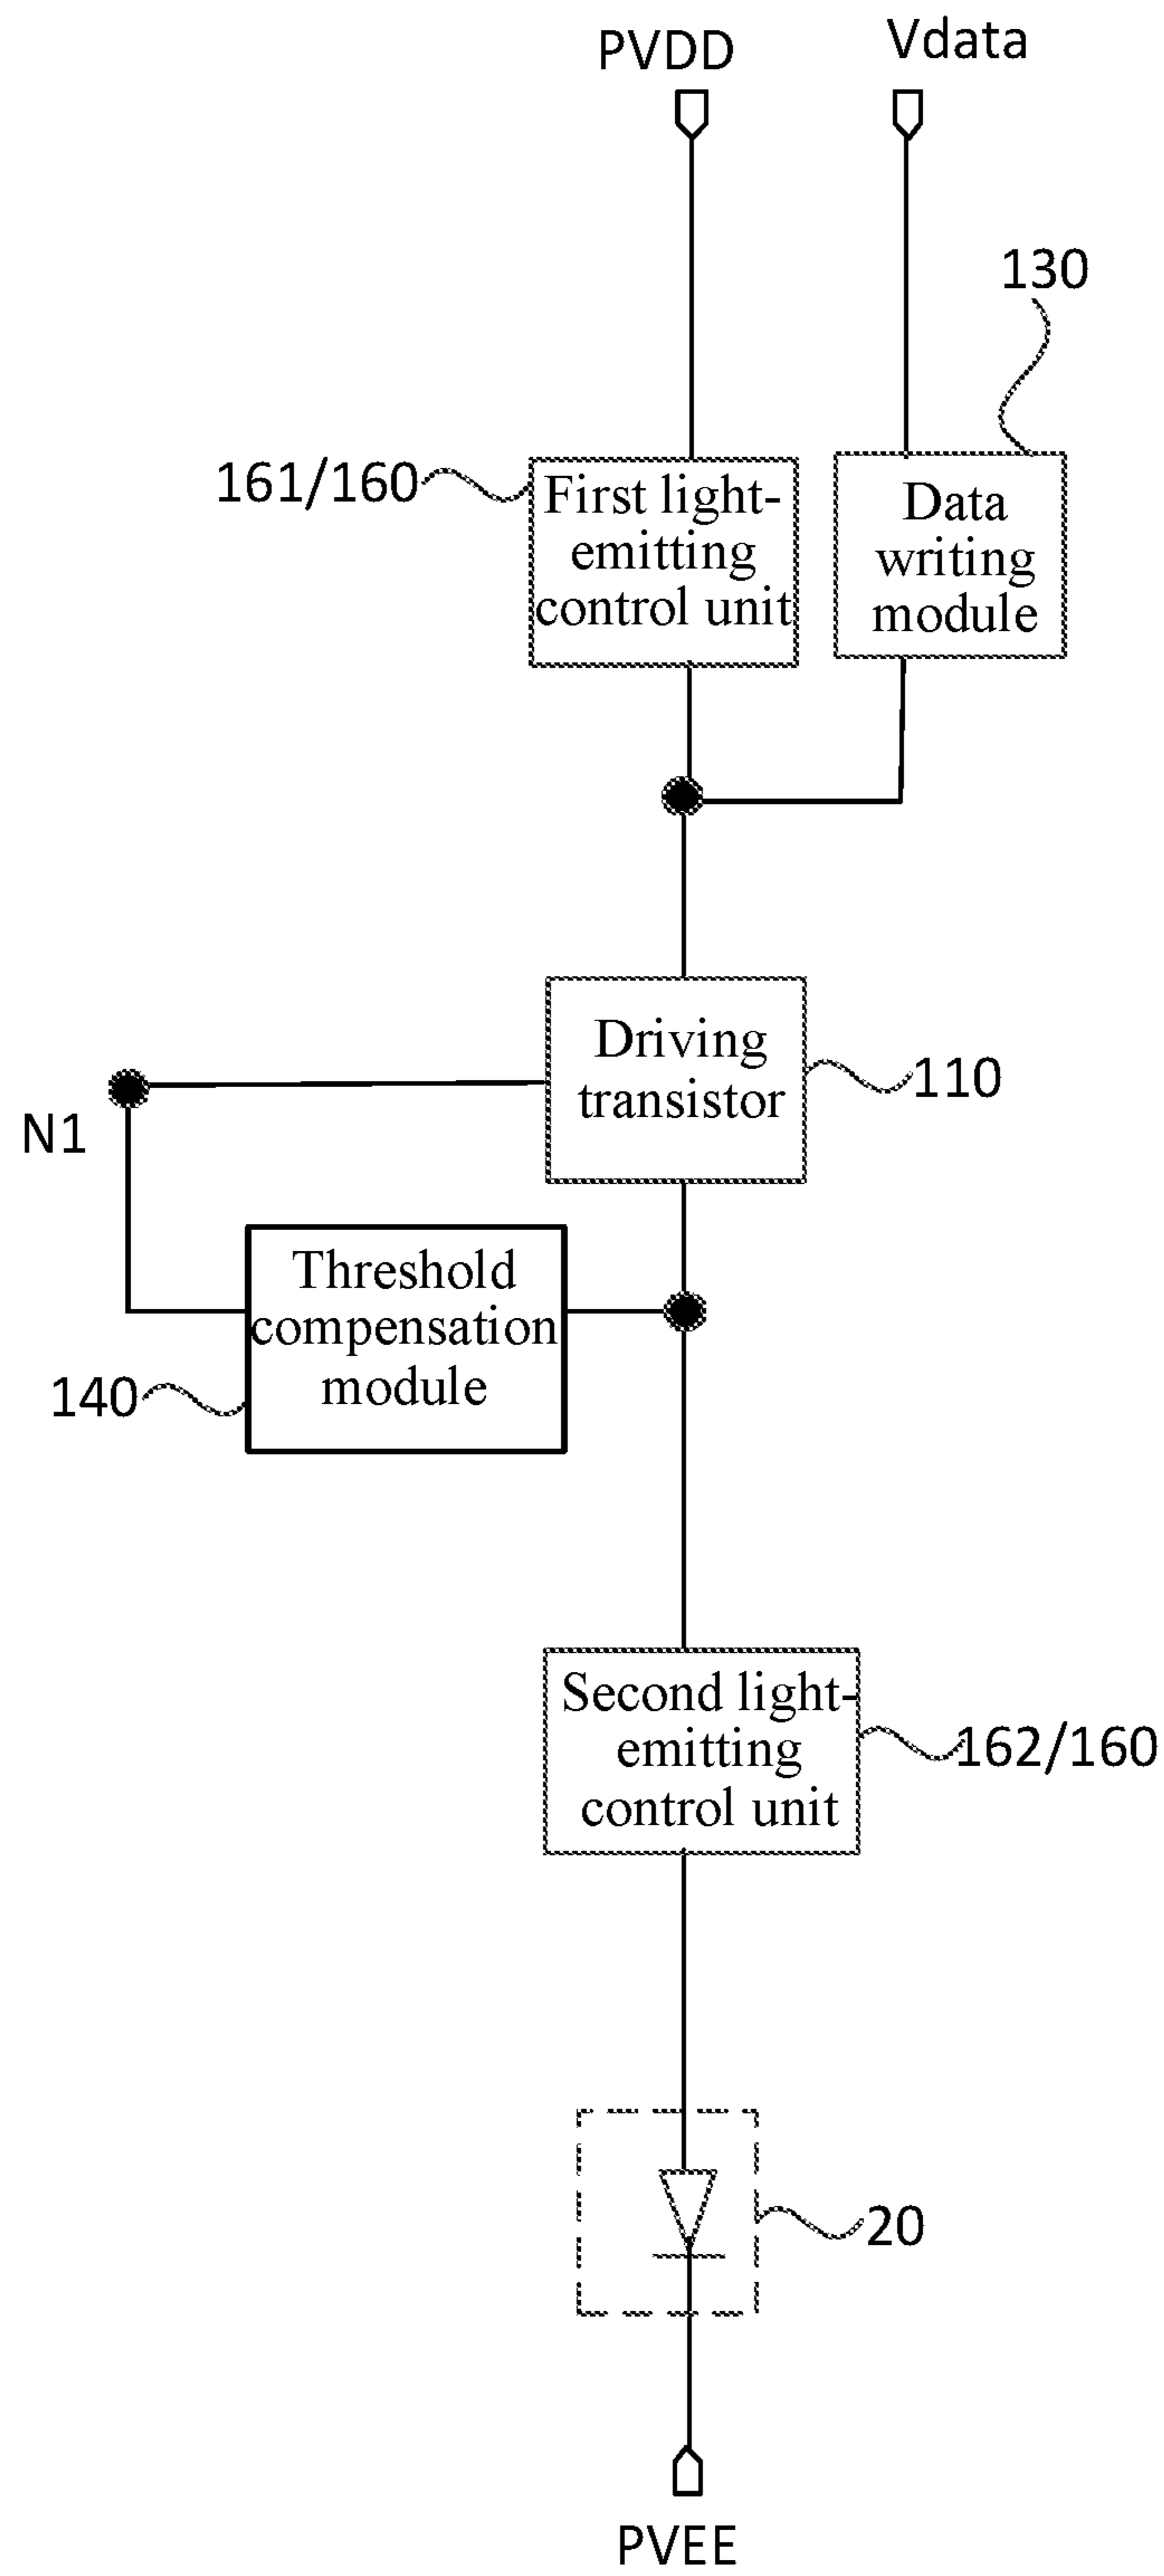 PVDD
Vdata
130
161/160
First light-
emitting
control unit
Data
writing
module
Driving
transistor
110
N1
Threshold
compensation
module
140
Second light-
emitting
control unit
162/160
20
PVEE